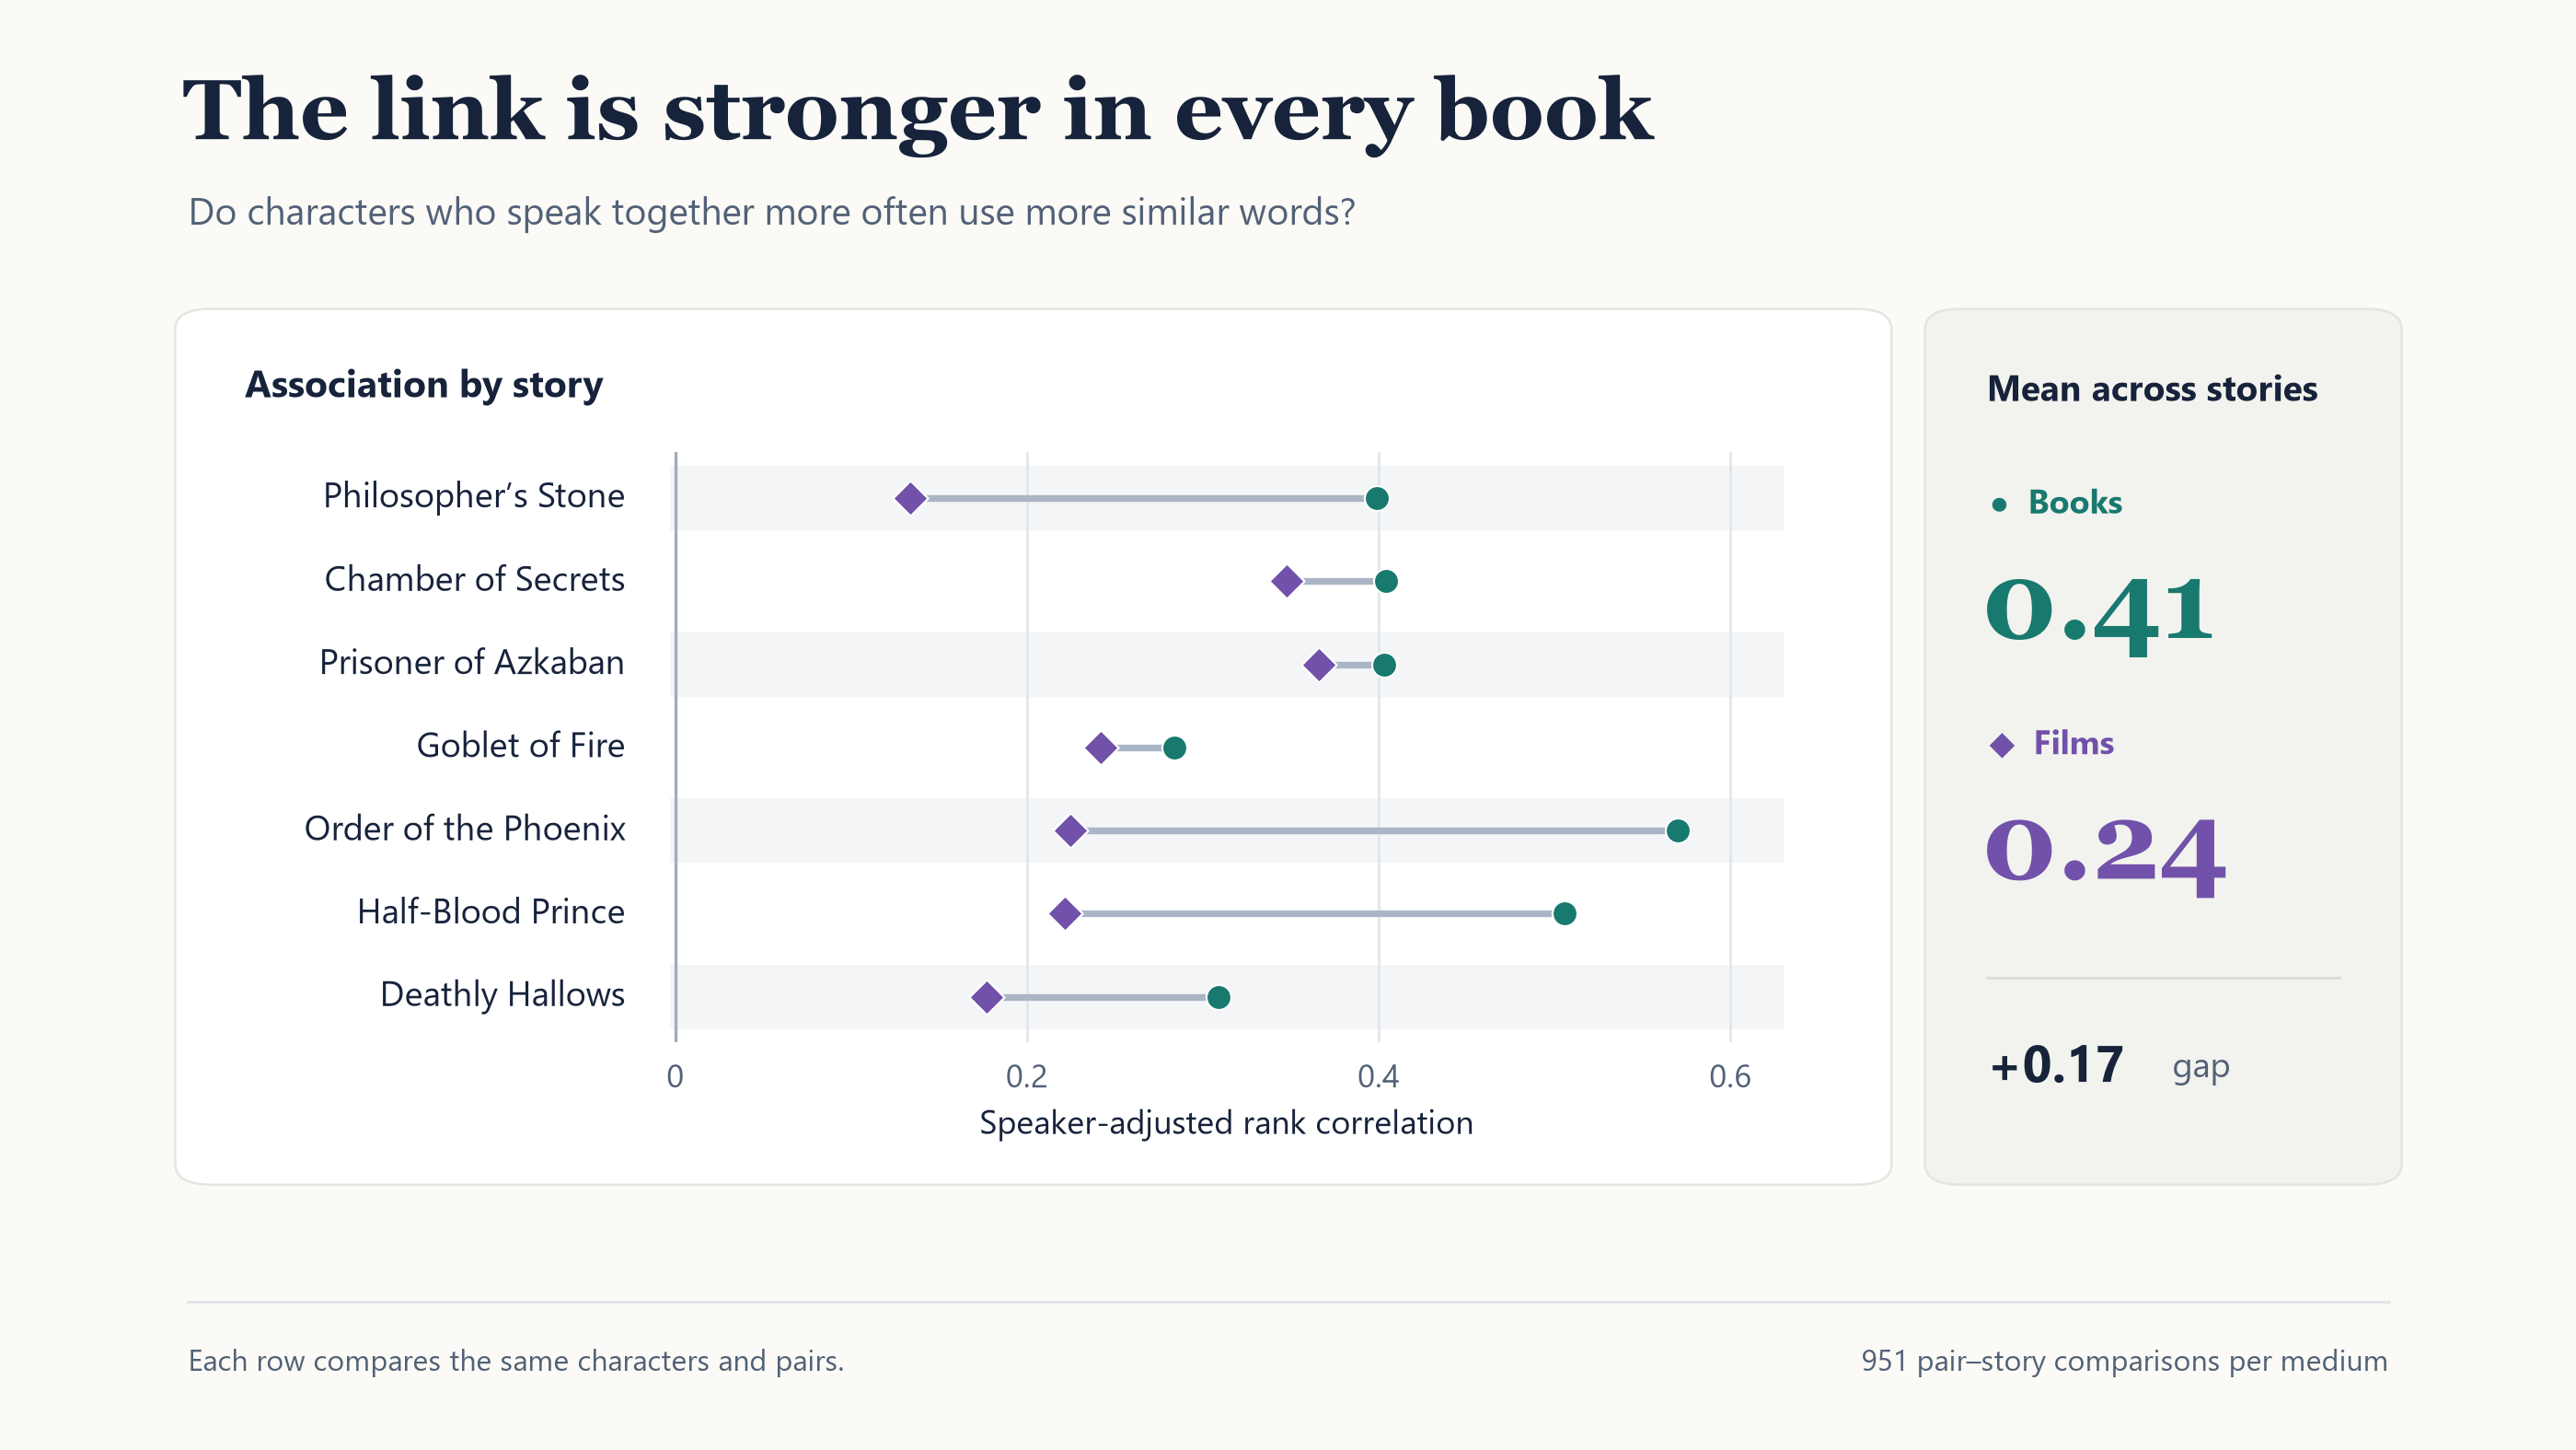 The link is stronger in every book
Do characters who speak together more often use more similar words?
Association by story
Philosopher’s Stone
Chamber of Secrets
Prisoner of Azkaban
Goblet of Fire
Order of the Phoenix
Half-Blood Prince
Deathly Hallows
0 0.2 0.4 0.6
Speaker-adjusted rank correlation
Mean across stories
Books
0.41
Films
0.24
+0.17 gap
Each row compares the same characters and pairs.
951 pair–story comparisons per medium